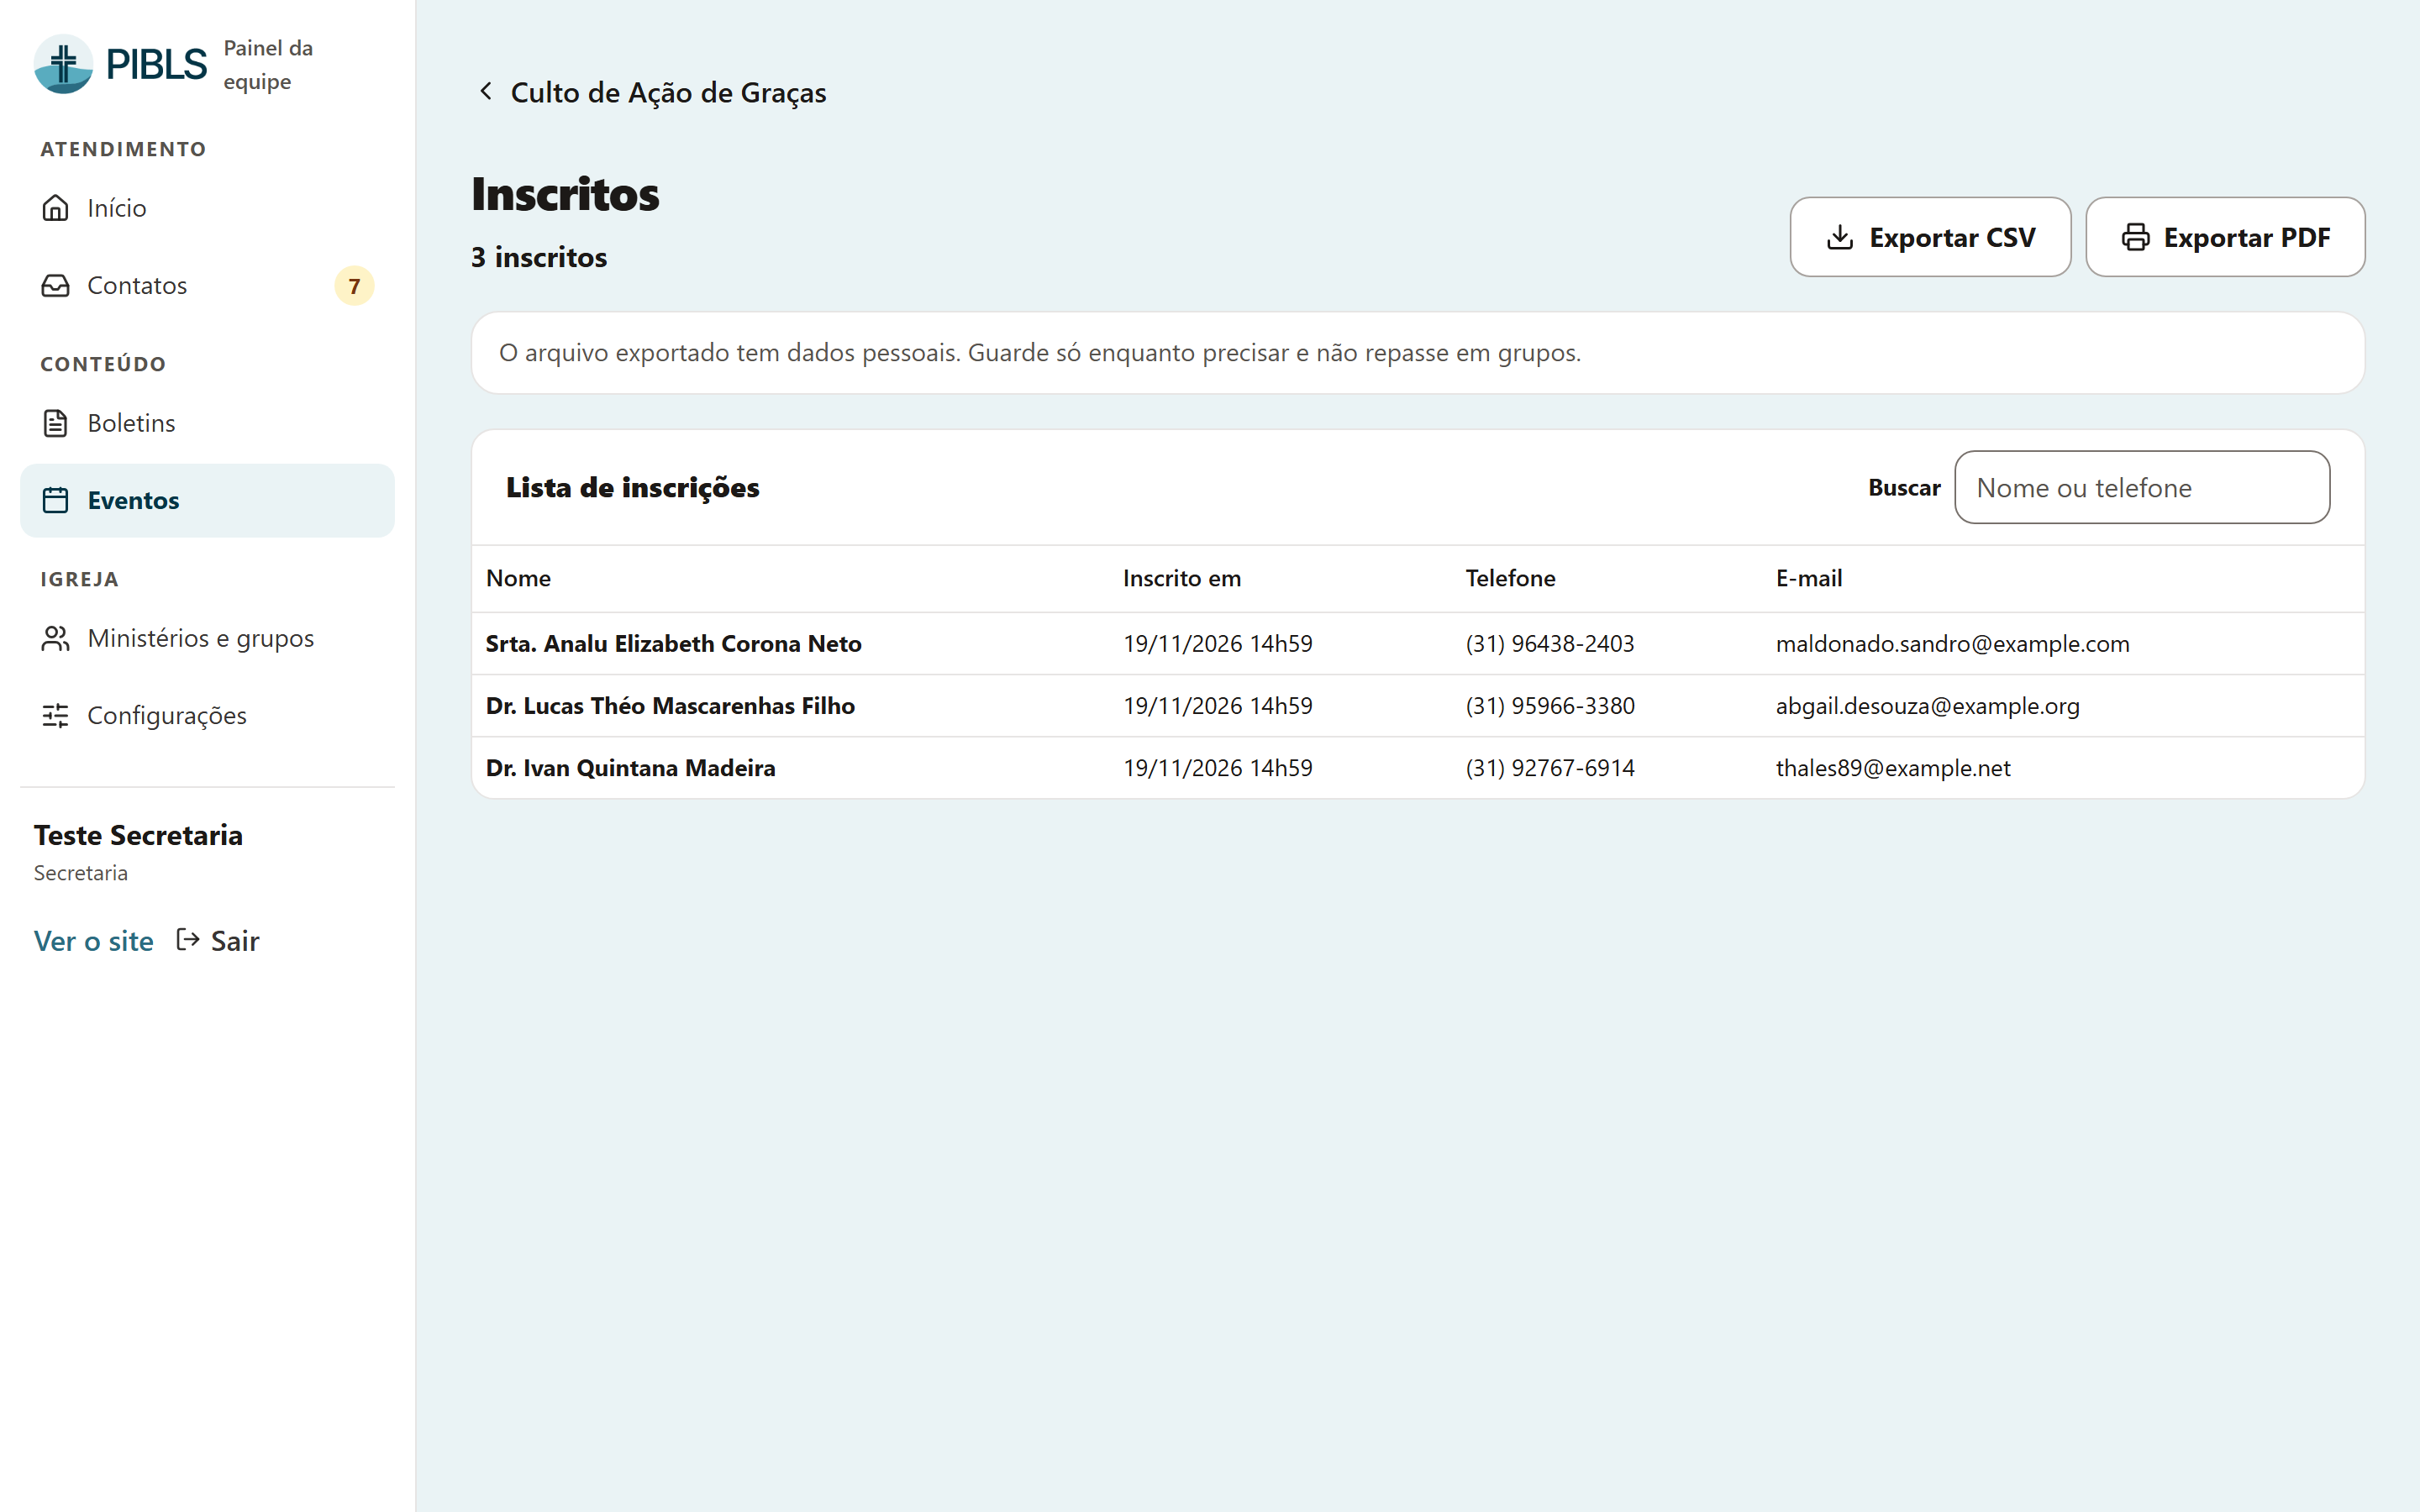 PIBLS
Painel da
equipe
ATENDIMENTO
Início
Contatos 7
CONTEÚDO
Boletins
Eventos
IGREJA
Ministérios e grupos
Configurações
Teste Secretaria
Secretaria
Ver o site Sair
Culto de Ação de Graças
Inscritos
3 inscritos
Exportar CSV Exportar PDF
O arquivo exportado tem dados pessoais. Guarde só enquanto precisar e não repasse em grupos.
Lista de inscrições Buscar Nome ou telefone
Nome Inscrito em Telefone E-mail
Srta. Analu Elizabeth Corona Neto 19/11/2026 14h59 (31) 96438-2403 maldonado.sandro@example.com
Dr. Lucas Théo Mascarenhas Filho 19/11/2026 14h59 (31) 95966-3380 abgail.desouza@example.org
Dr. Ivan Quintana Madeira 19/11/2026 14h59 (31) 92767-6914 thales89@example.net